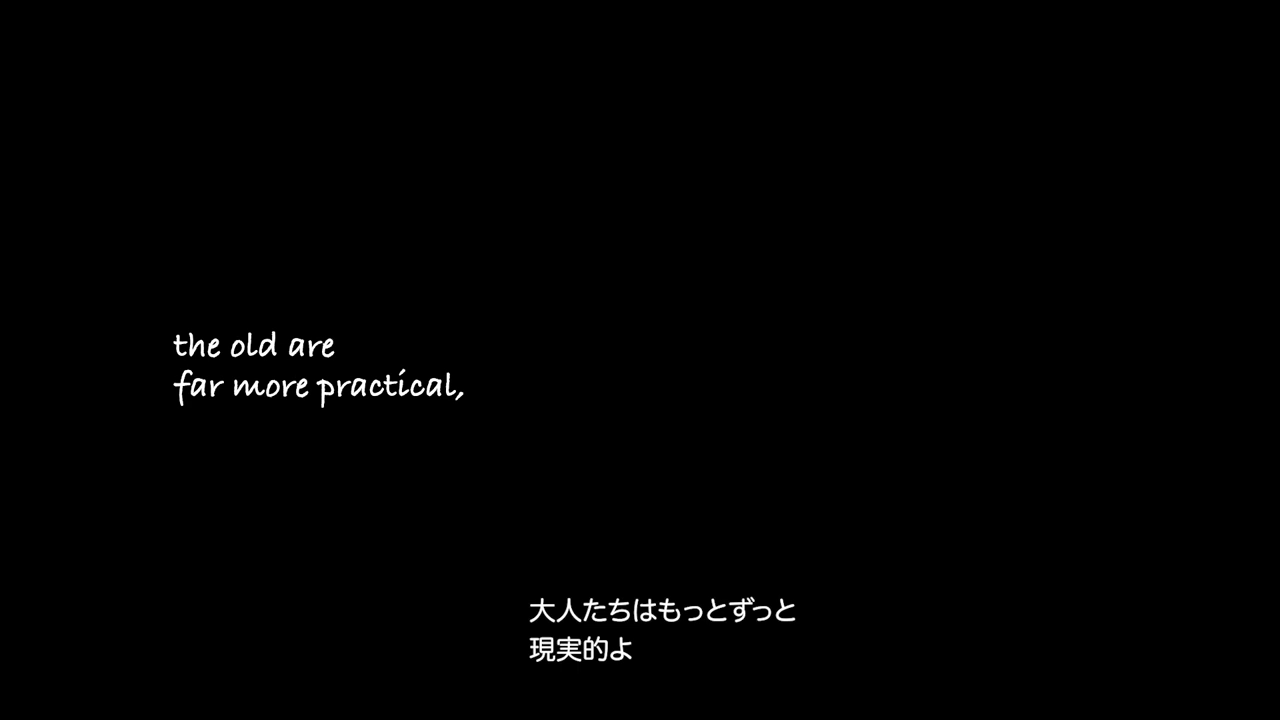 the old are
far more practical,
大人たちはもっとずっと
現実的よ